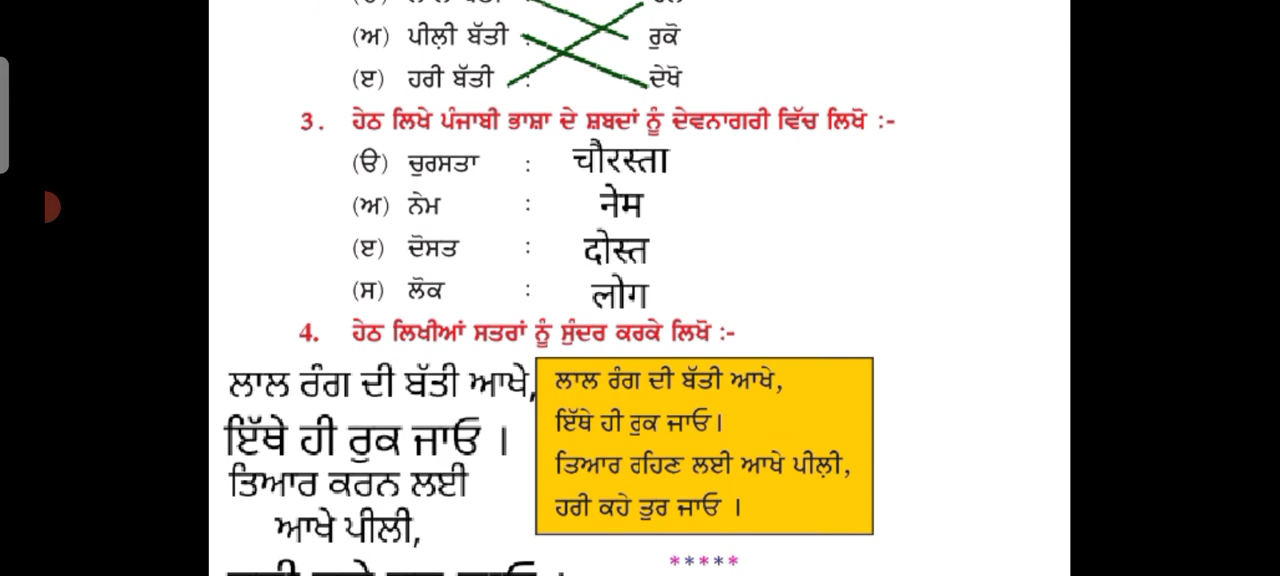 (ਅ) ਪੀਲੀ ਬੱਤੀ : ਰੁਕੋ
(ੲ) ਹਰੀ ਬੱਤੀ : ਦੇਖੋ
3. ਹੇਠ ਲਿਖੇ ਪੰਜਾਬੀ ਭਾਸ਼ਾ ਦੇ ਸ਼ਬਦਾਂ ਨੂੰ ਦੇਵਨਾਗਰੀ ਵਿੱਚ ਲਿਖੋ :-
(ੳ) ਚੁਰਸਤਾ : चौरस्ता
(ਅ) ਨੇਮ : नेम
(ੲ) ਦੋਸਤ : दोस्त
(ਸ) ਲੋਕ : लोग
4. ਹੇਠ ਲਿਖੀਆਂ ਸਤਰਾਂ ਨੂੰ ਸੁੰਦਰ ਕਰਕੇ ਲਿਖੋ :-
ਲਾਲ ਰੰਗ ਦੀ ਬੱਤੀ ਆਖੇ,
ਇੱਥੇ ਹੀ ਰੁਕ ਜਾਓ ।
ਤਿਆਰ ਕਰਨ ਲਈ
ਆਖੇ ਪੀਲੀ,
ਲਾਲ ਰੰਗ ਦੀ ਬੱਤੀ ਆਖੇ,
ਇੱਥੇ ਹੀ ਰੁਕ ਜਾਓ।
ਤਿਆਰ ਰਹਿਣ ਲਈ ਆਖੇ ਪੀਲੀ,
ਹਰੀ ਕਹੇ ਤੁਰ ਜਾਓ ।
*****